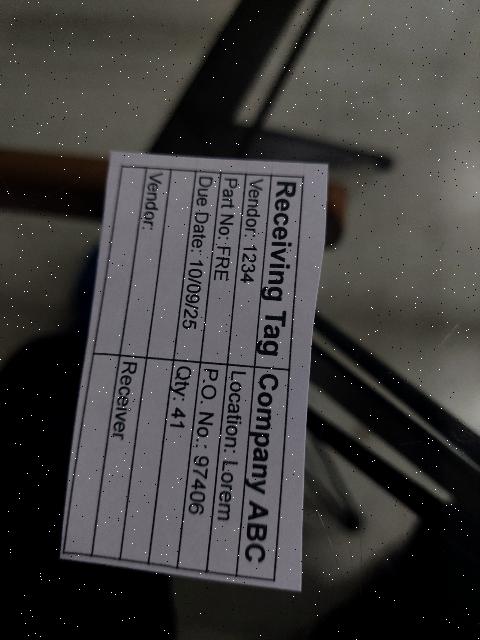 Receiving Tag Company ABC
Vendor: 1234 Location: Lorem
Part No: FRE P.O. No.: 97406
Due Date: 10/09/25 Qty: 41
Vendor: Receiver